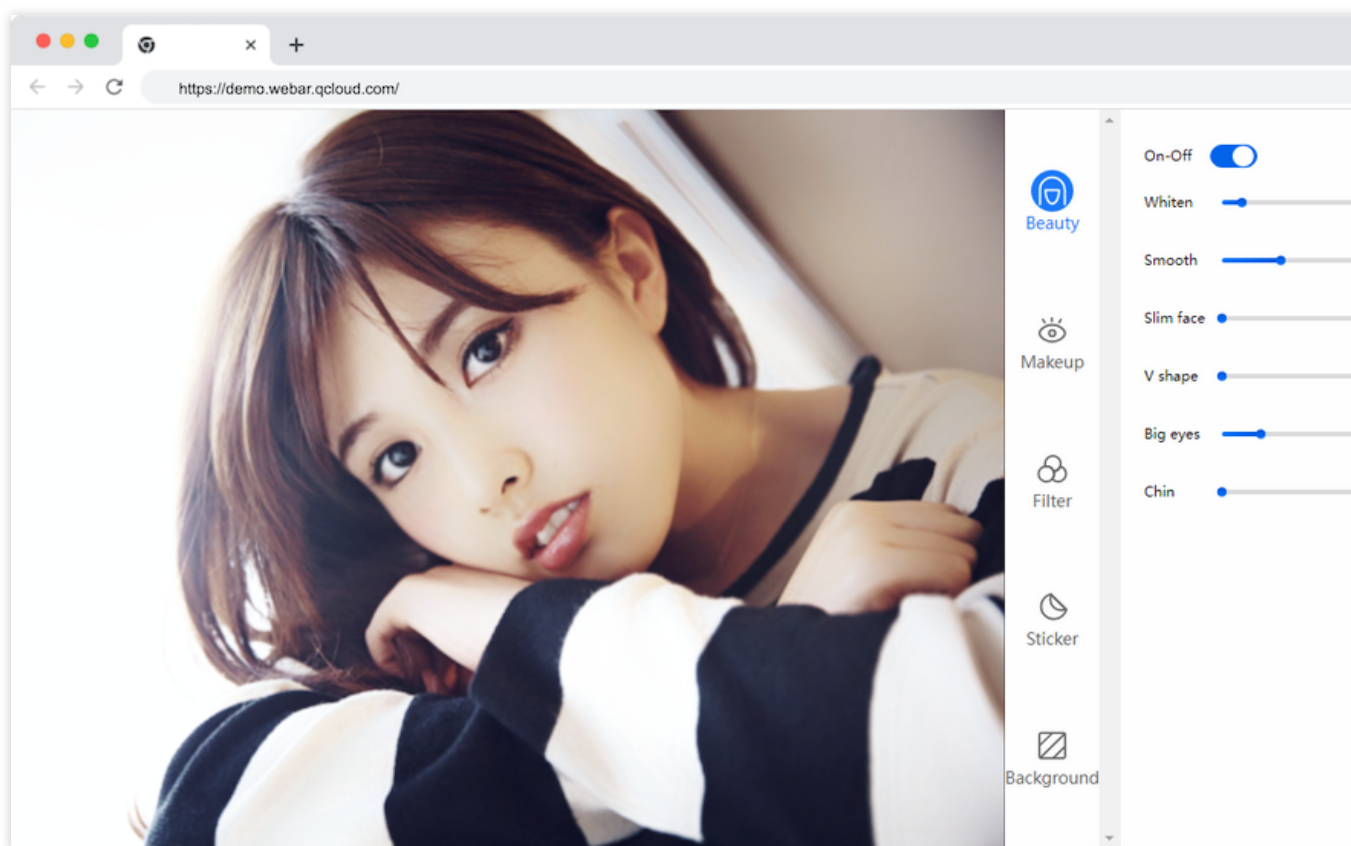 https://demo.webar.qcloud.com/
Beauty
Makeup
Filter
Sticker
Background
On-Off
Whiten
Smooth
Slim face
V shape
Big eyes
Chin